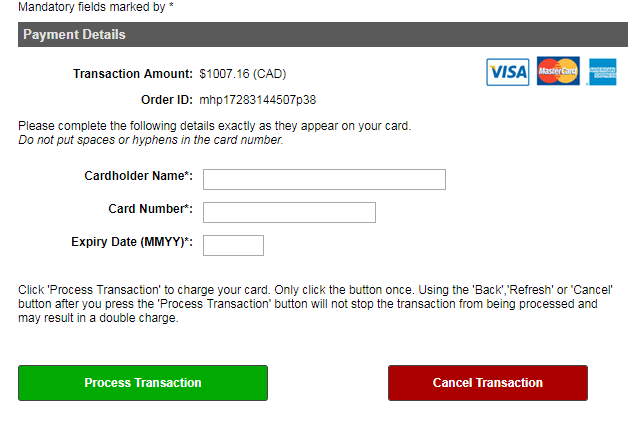 Mandatory fields marked by *
Payment Details
Transaction Amount: $1007.16 (CAD)
VISA MasterCard AMERICAN EXPRESS
Order ID: mhp17283144507p38
Please complete the following details exactly as they appear on your card.
Do not put spaces or hyphens in the card number.
Cardholder Name*:
Card Number*:
Expiry Date (MMYY)*:
Click 'Process Transaction' to charge your card. Only click the button once. Using the 'Back','Refresh' or 'Cancel'
button after you press the 'Process Transaction' button will not stop the transaction from being processed and
may result in a double charge.
Process Transaction Cancel Transaction